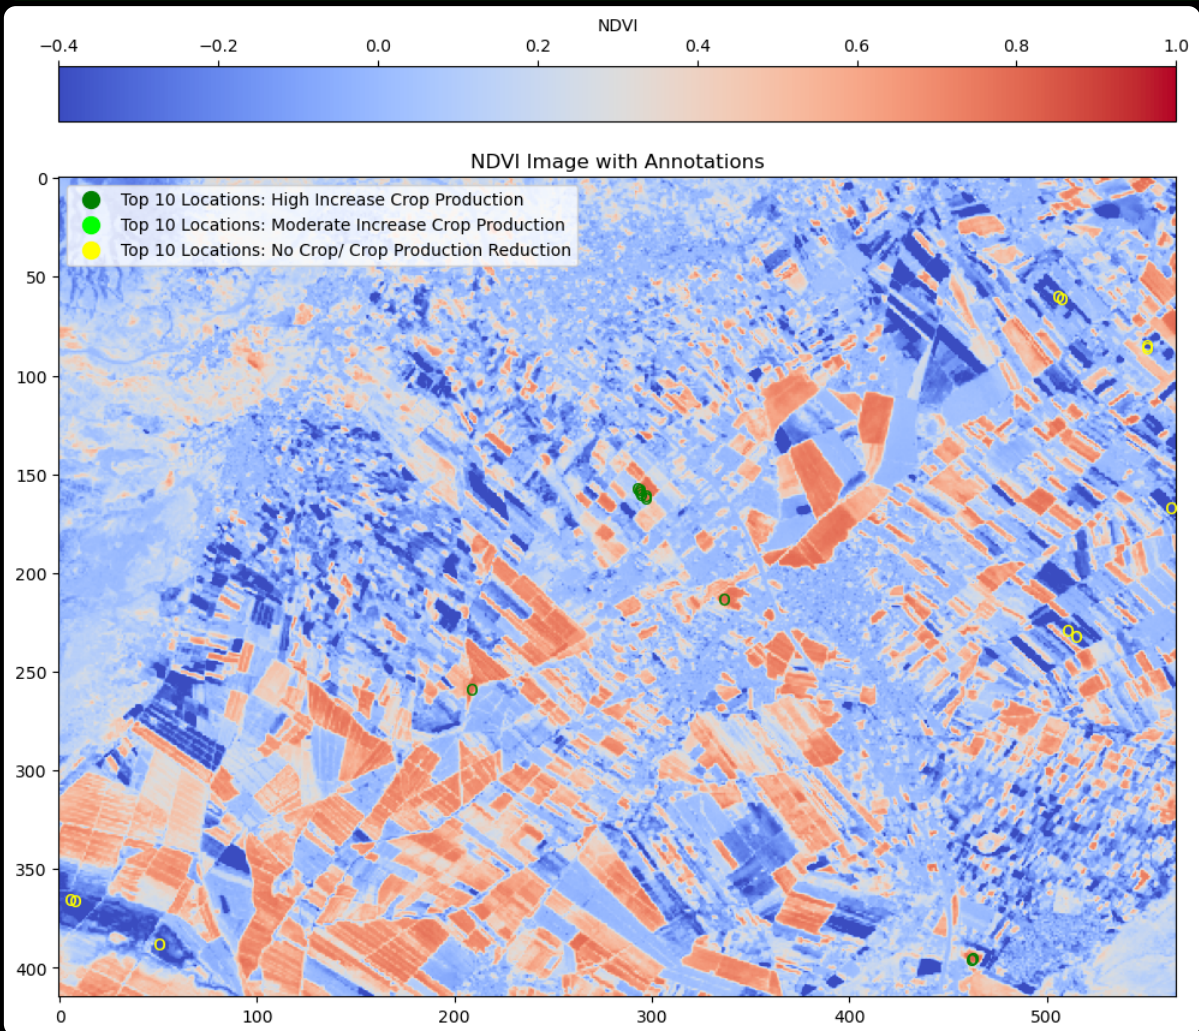 NDVI
−0.4 −0.2 0.0 0.2 0.4 0.6 0.8 1.0
NDVI Image with Annotations
Top 10 Locations: High Increase Crop Production
Top 10 Locations: Moderate Increase Crop Production
Top 10 Locations: No Crop/ Crop Production Reduction
0
50
100
150
200
250
300
350
400
0 100 200 300 400 500